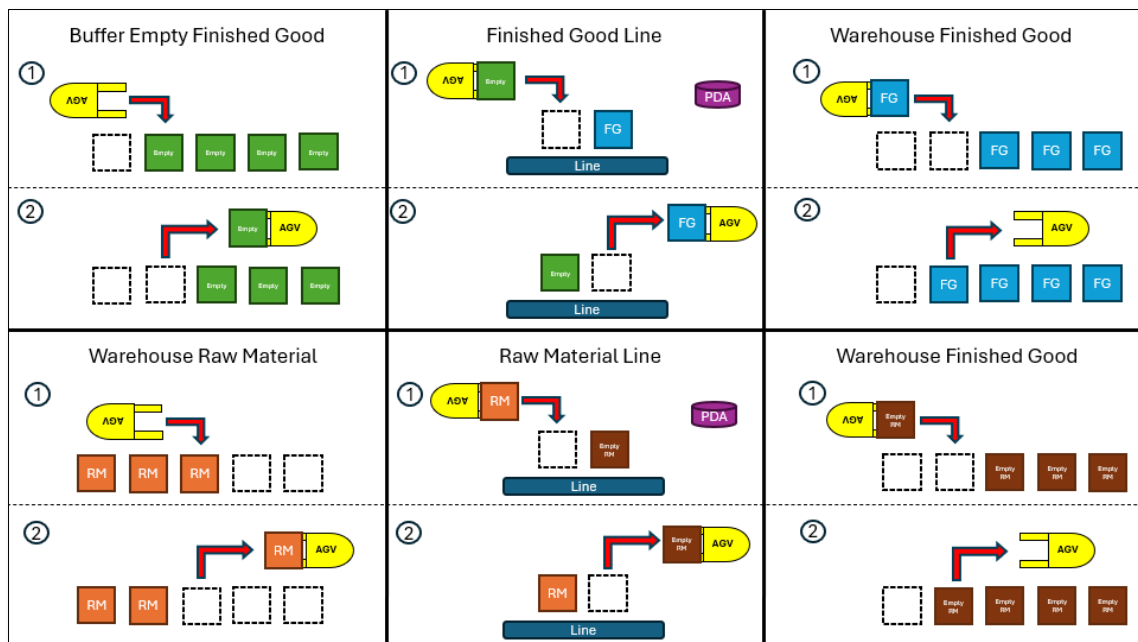 Buffer Empty Finished Good
1
AGV
Empty
Empty
Empty
Empty
2
Empty
AGV
Empty
Empty
Empty
Finished Good Line
1
AGV
Empty
PDA
FG
Line
2
FG
AGV
Empty
Line
Warehouse Finished Good
1
AGV
FG
FG
FG
FG
2
AGV
FG
FG
FG
FG
Warehouse Raw Material
1
AGV
RM
RM
RM
2
RM
AGV
RM
RM
Raw Material Line
1
AGV
RM
PDA
Empty
RM
Line
2
Empty
RM
AGV
RM
Line
Warehouse Finished Good
1
AGV
Empty
RM
Empty
RM
Empty
RM
Empty
RM
2
AGV
Empty
RM
Empty
RM
Empty
RM
Empty
RM